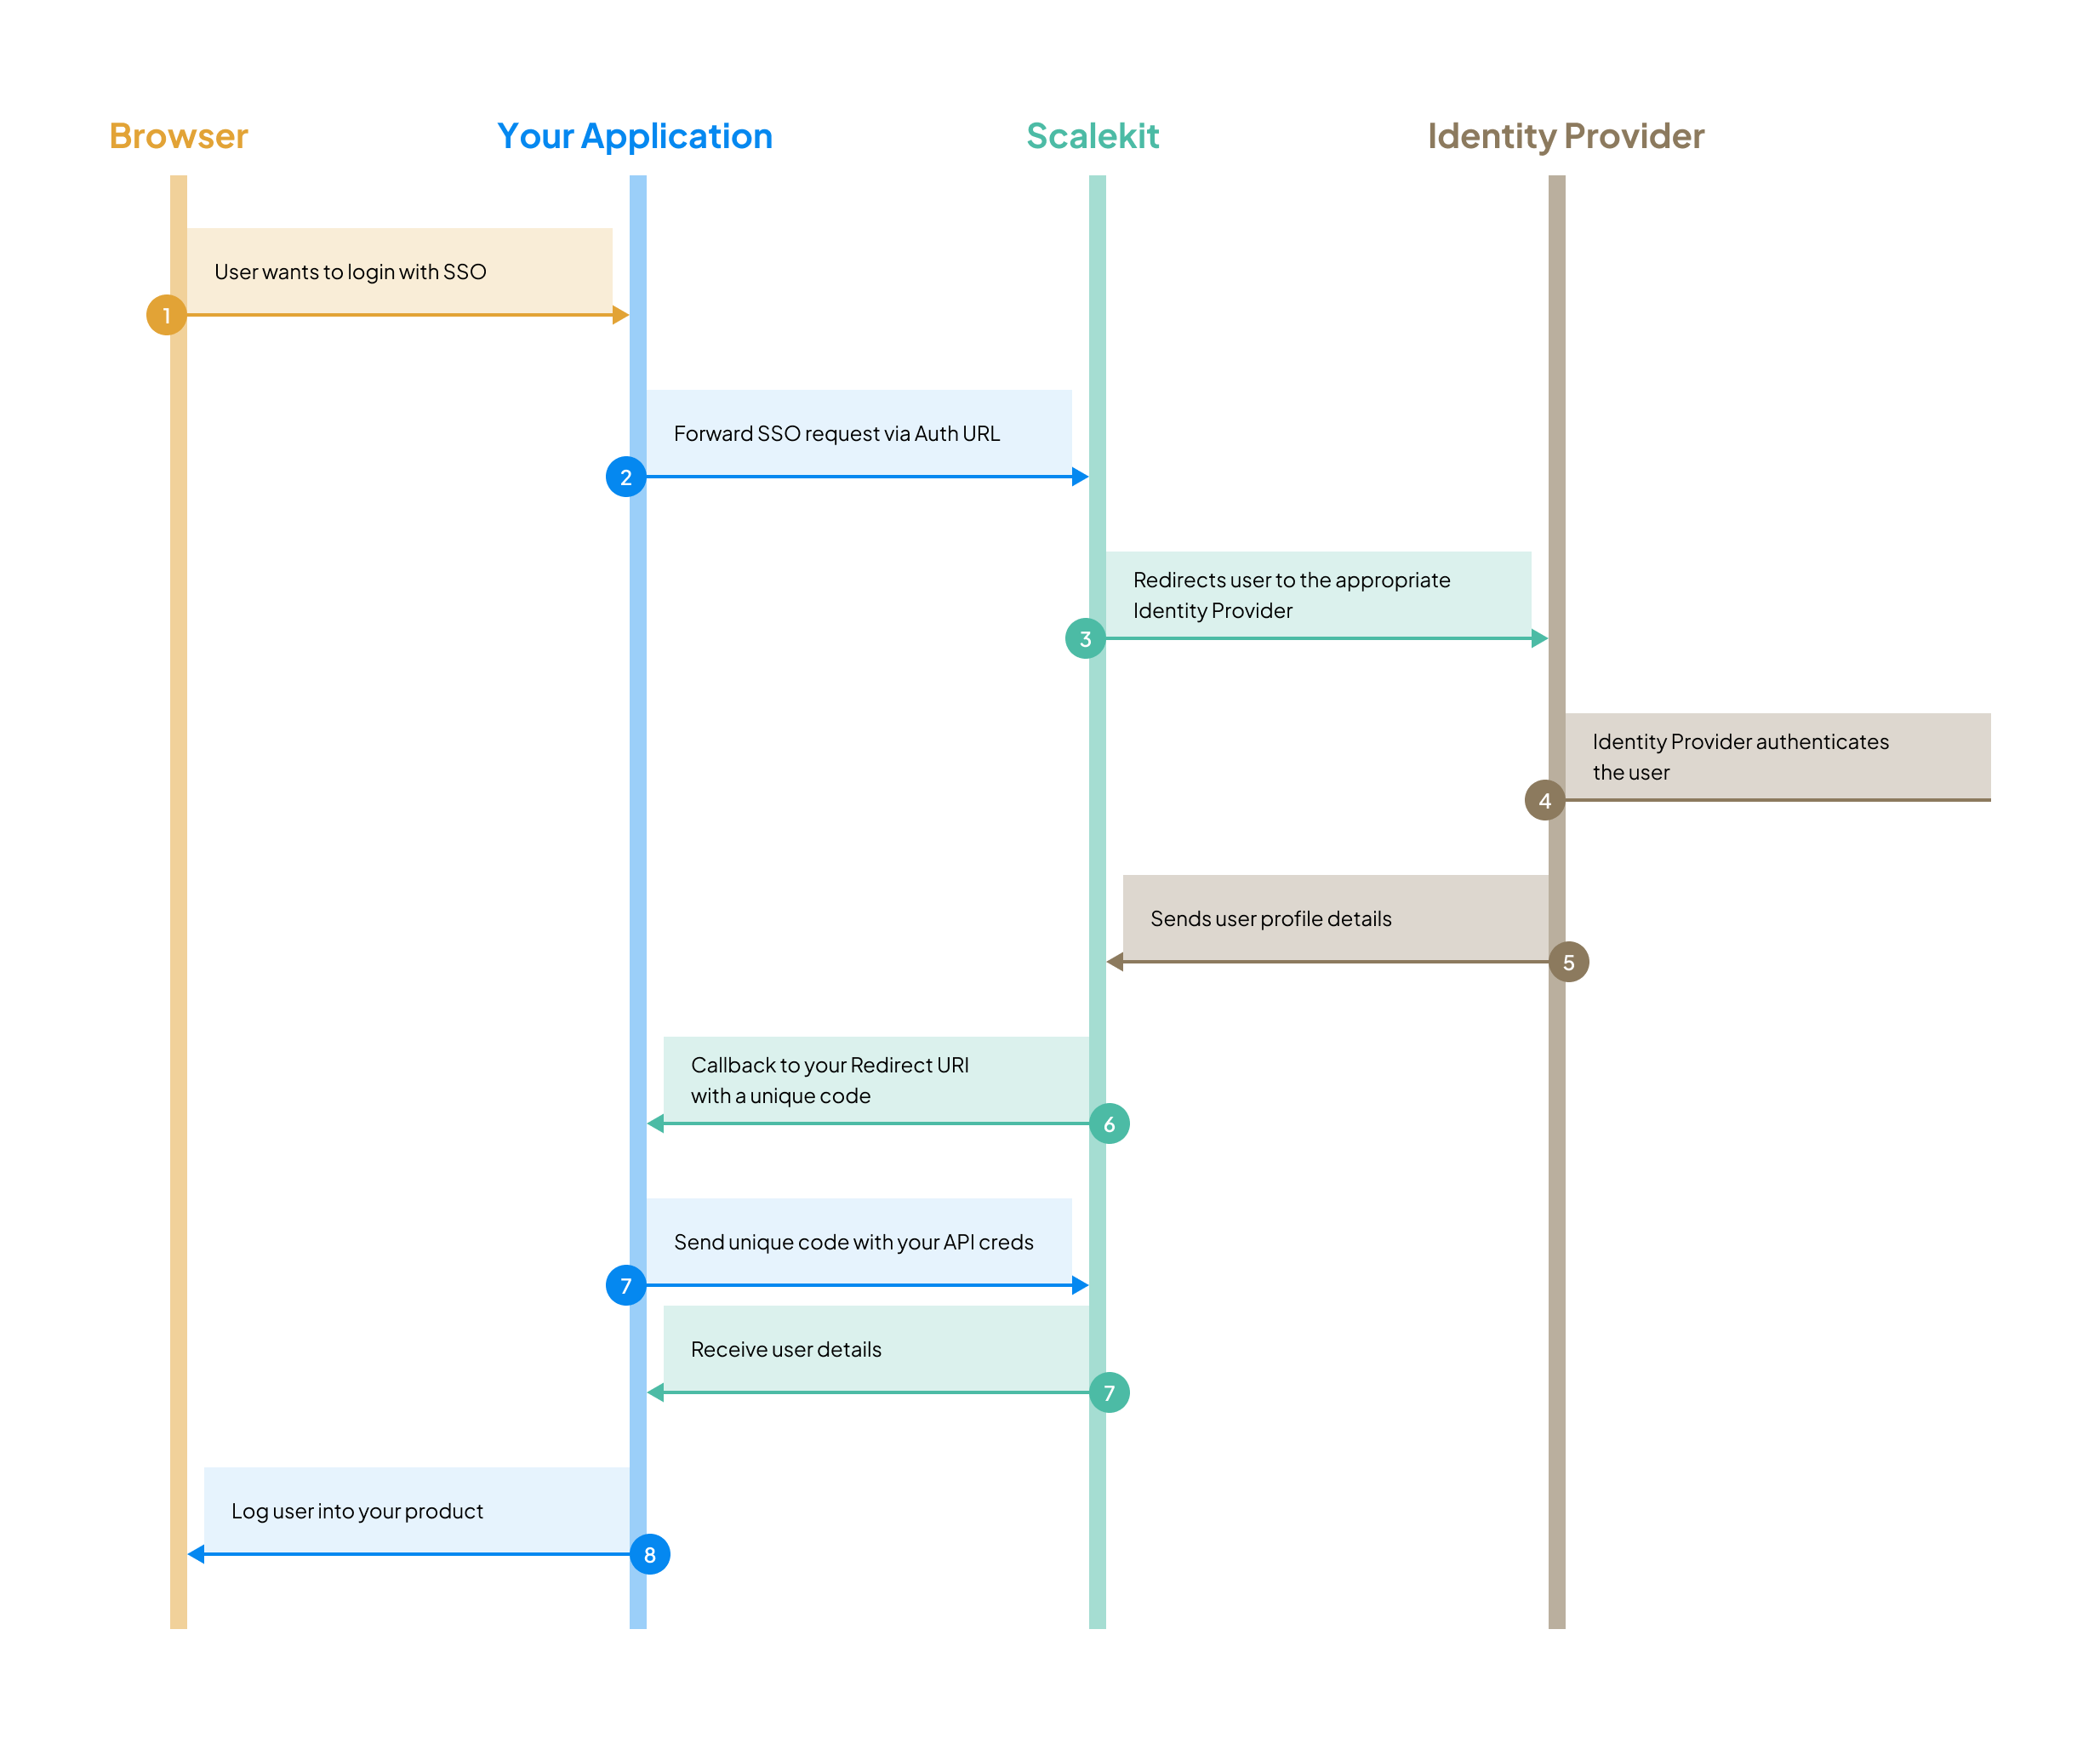 Browser
Your Application
Scalekit
Identity Provider
User wants to login with SSO
1
Forward SSO request via Auth URL
2
Redirects user to the appropriate
Identity Provider
3
Identity Provider authenticates
the user
4
Sends user profile details
5
Callback to your Redirect URI
with a unique code
6
Send unique code with your API creds
7
Receive user details
7
Log user into your product
8